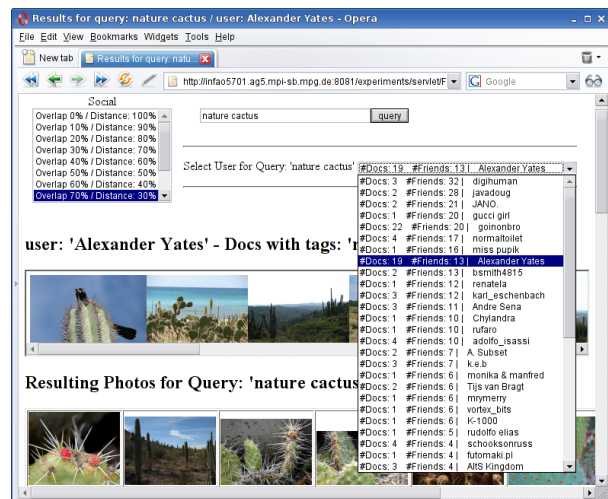 Results for query: nature cactus / user: Alexander Yates - Opera
File Edit View Bookmarks Widgets Tools Help
New tab
Results for query: natu...
http://infao5701.ag5.mpi-sb.mpg.de:8081/experiments/servlet/F
Google
Social
Overlap 0% / Distance: 100%
Overlap 10% / Distance: 90%
Overlap 20% / Distance: 80%
Overlap 30% / Distance: 70%
Overlap 40% / Distance: 60%
Overlap 50% / Distance: 50%
Overlap 60% / Distance: 40%
Overlap 70% / Distance: 30%
nature cactus
query
Select User for Query: 'nature cactus'
#Docs: 19 #Friends: 13 | Alexander Yates
#Docs: 3 #Friends: 32 | digihuman
#Docs: 2 #Friends: 28 | javadoug
#Docs: 2 #Friends: 21 | JANO.
#Docs: 1 #Friends: 20 | gucci girl
#Docs: 22 #Friends: 20 | goinonbro
#Docs: 4 #Friends: 17 | normaltoilet
#Docs: 1 #Friends: 16 | miss pupik
#Docs: 19 #Friends: 13 | Alexander Yates
#Docs: 2 #Friends: 13 | bsmith4815
#Docs: 1 #Friends: 12 | renatela
#Docs: 3 #Friends: 12 | karl_eschenbach
#Docs: 3 #Friends: 11 | Andre Sena
#Docs: 1 #Friends: 10 | Chylandra
#Docs: 1 #Friends: 10 | rufaro
#Docs: 4 #Friends: 10 | adolfo_isassi
#Docs: 2 #Friends: 7 | A. Subset
#Docs: 3 #Friends: 7 | k.e.b
#Docs: 1 #Friends: 6 | monika & manfred
#Docs: 2 #Friends: 6 | Tijs van Bragt
#Docs: 1 #Friends: 6 | mrymerry
#Docs: 1 #Friends: 6 | vortex_bits
#Docs: 1 #Friends: 6 | K-1000
#Docs: 1 #Friends: 5 | rudolfo elias
#Docs: 4 #Friends: 4 | schooksonruss
#Docs: 1 #Friends: 4 | futomaki.pl
#Docs: 3 #Friends: 4 | AltS Kingdom
user: 'Alexander Yates' - Docs with tags: 'n
Resulting Photos for Query: 'nature cactus